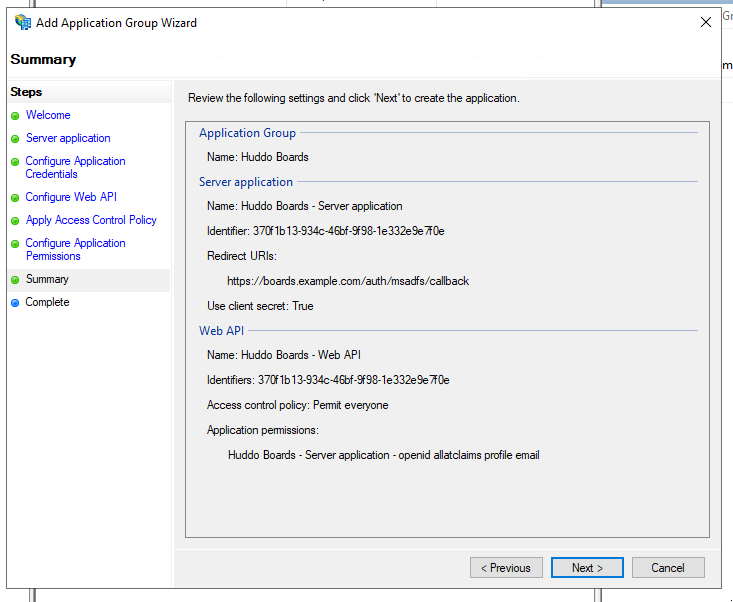 Add Application Group Wizard
Summary
Steps
Welcome
Server application
Configure Application
Credentials
Configure Web API
Apply Access Control Policy
Configure Application
Permissions
Summary
Complete
Review the following settings and click 'Next' to create the application.
Application Group
Name: Huddo Boards
Server application
Name: Huddo Boards - Server application
Identifier: 370f1b13-934c-46bf-9f98-1e332e9e7f0e
Redirect URIs:
https://boards.example.com/auth/msadfs/callback
Use client secret: True
Web API
Name: Huddo Boards - Web API
Identifiers: 370f1b13-934c-46bf-9f98-1e332e9e7f0e
Access control policy: Permit everyone
Application permissions:
Huddo Boards - Server application - openid allatclaims profile email
< Previous
Next >
Cancel